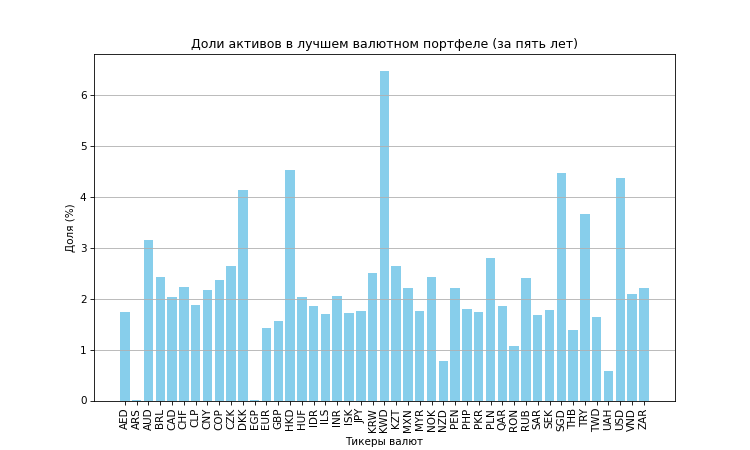 Доли активов в лучшем валютном портфеле (за пять лет)
Доля (%)
6
5
4
3
2
1
0
AED ARS AUD BRL CAD CHF CLP CNY COP CZK DKK EGP EUR GBP HKD HUF IDR ILS INR ISK JPY KRW KWD KZT MXN MYR NOK NZD PEN PHP PKR PLN QAR RON RUB SAR SEK SGD THB TRY TWD UAH USD VND ZAR
Тикеры валют